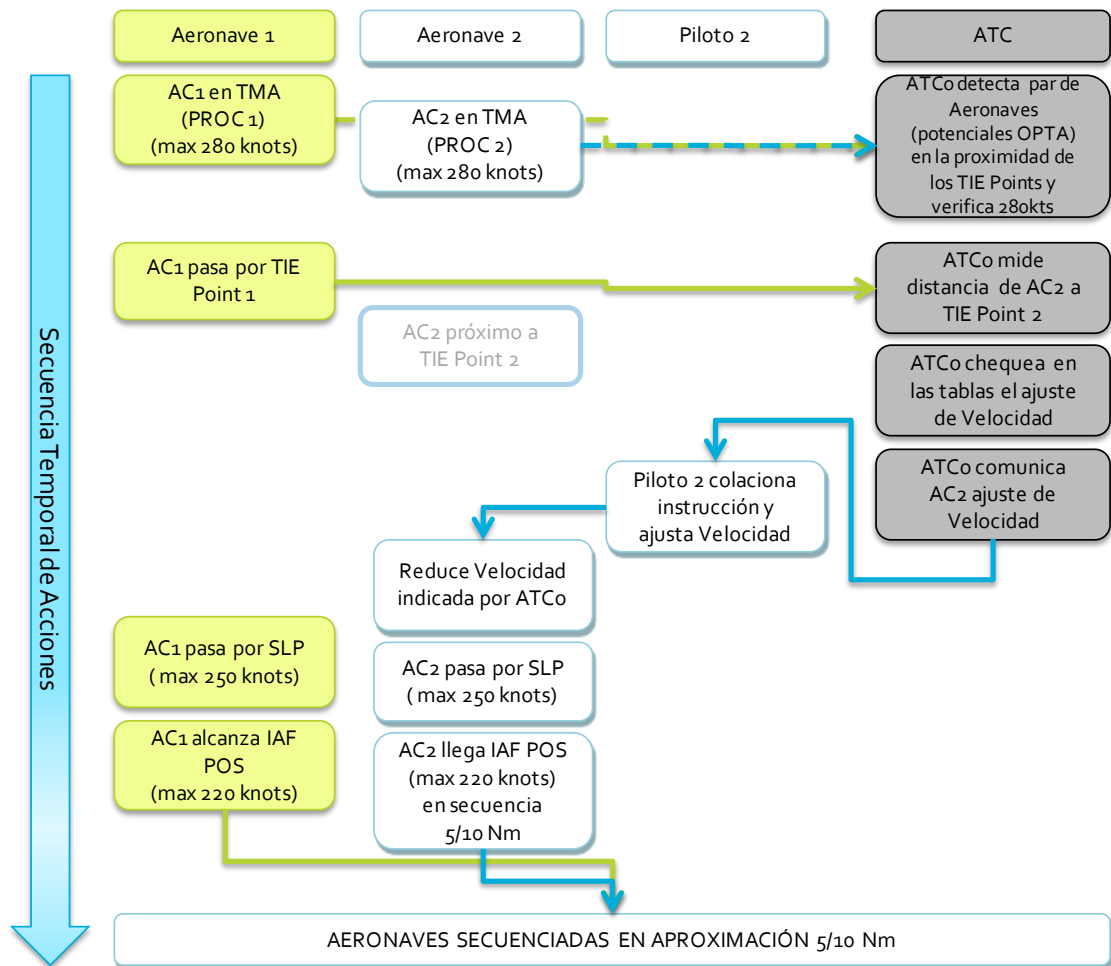 Aeronave 1
Aeronave 2
Piloto 2
ATC
Secuencia Temporal de Acciones
AC1 en TMA
(PROC 1)
(max 280 knots)
AC2 en TMA
(PROC 2)
(max 280 knots)
ATCo detecta par de
Aeronaves
(potenciales OPTA)
en la proximidad de
los TIE Points y
verifica 280kts
AC1 pasa por TIE
Point 1
ATCo mide
distancia de AC2 a
TIE Point 2
AC2 próximo a
TIE Point 2
ATCo chequea en
las tablas el ajuste
de Velocidad
ATCo comunica
AC2 ajuste de
Velocidad
Piloto 2 colaciona
instrucción y
ajusta Velocidad
Reduce Velocidad
indicada por ATCo
AC1 pasa por SLP
( max 250 knots)
AC2 pasa por SLP
( max 250 knots)
AC1 alcanza IAF
POS
(max 220 knots)
AC2 llega IAF POS
(max 220 knots)
en secuencia
5/10 Nm
AERONAVES SECUENCIADAS EN APROXIMACIÓN 5/10 Nm